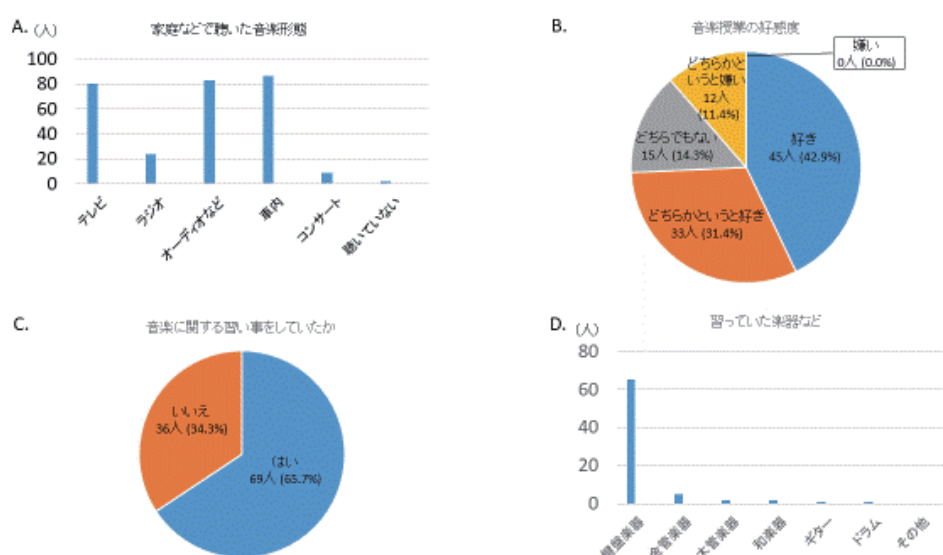 A. (人) 家庭などで聴いた音楽形態
100
80
60
40
20
0
テレビ
ラジオ
オーディオなど
車内
コンサート
聴いていない
B. 音楽授業の好感度
嫌い
0人 (0.0%)
どちらかと
いうと嫌い
12人
(11.4%)
どちらでもない
15人 (14.3%)
好き
45人 (42.9%)
どちらかというと好き
33人 (31.4%)
C. 音楽に関する習い事をしていたか
いいえ
36人 (34.3%)
はい
69人 (65.7%)
D. (人) 習っていた楽器など
80
60
40
20
0
鍵盤楽器
金管楽器
木管楽器
和楽器
ギター
ドラム
その他